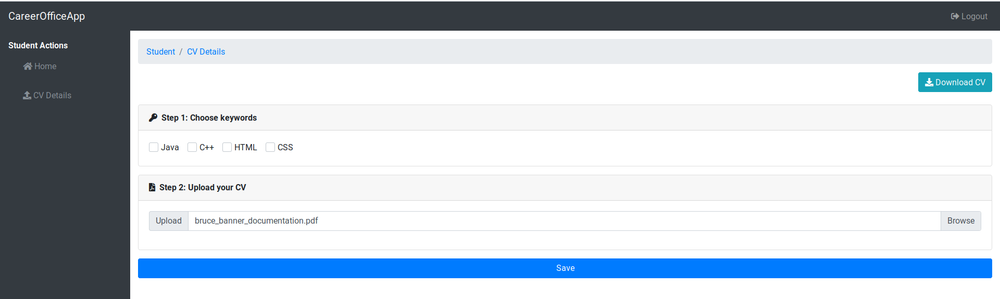 CareerOfficeApp
Logout
Student Actions
Home
CV Details
Student / CV Details
Download CV
Step 1: Choose keywords
Java C++ HTML CSS
Step 2: Upload your CV
Upload bruce_banner_documentation.pdf Browse
Save